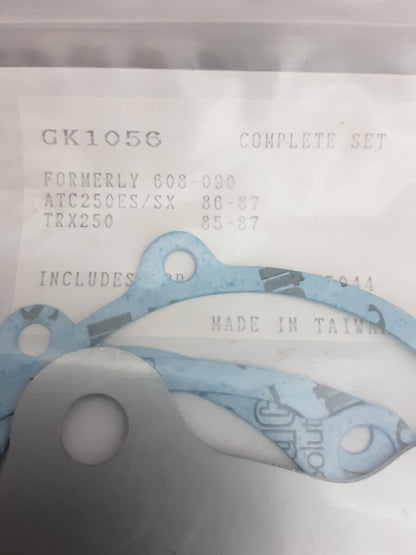 GK1056 COMPLETE SET
FORMERLY 608-090
ATC250ES/SX 86-87
TRX250 85-87
INCLUDES
MADE IN TAIWAN